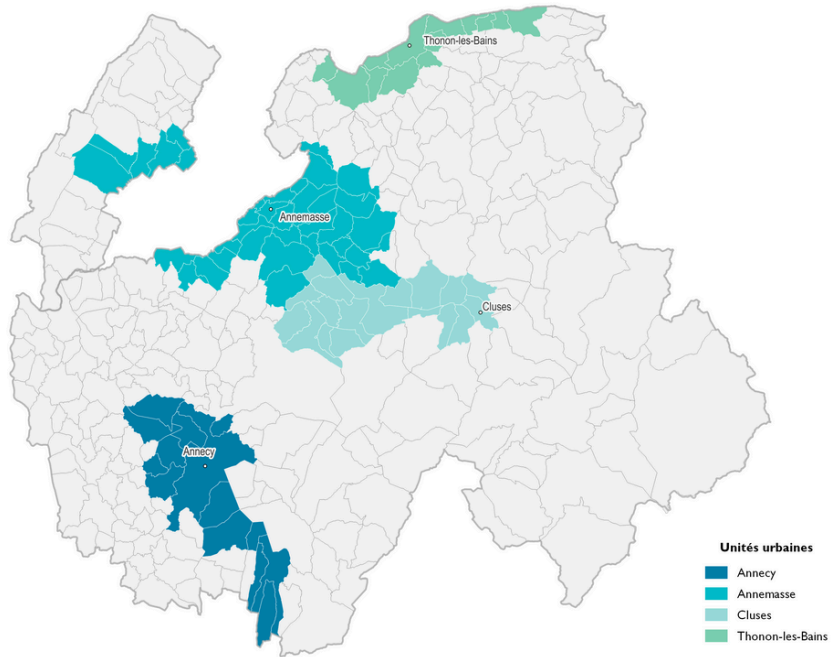 Thonon-les-Bains
Annemasse
Cluses
Annecy
Unités urbaines
Annecy
Annemasse
Cluses
Thonon-les-Bains